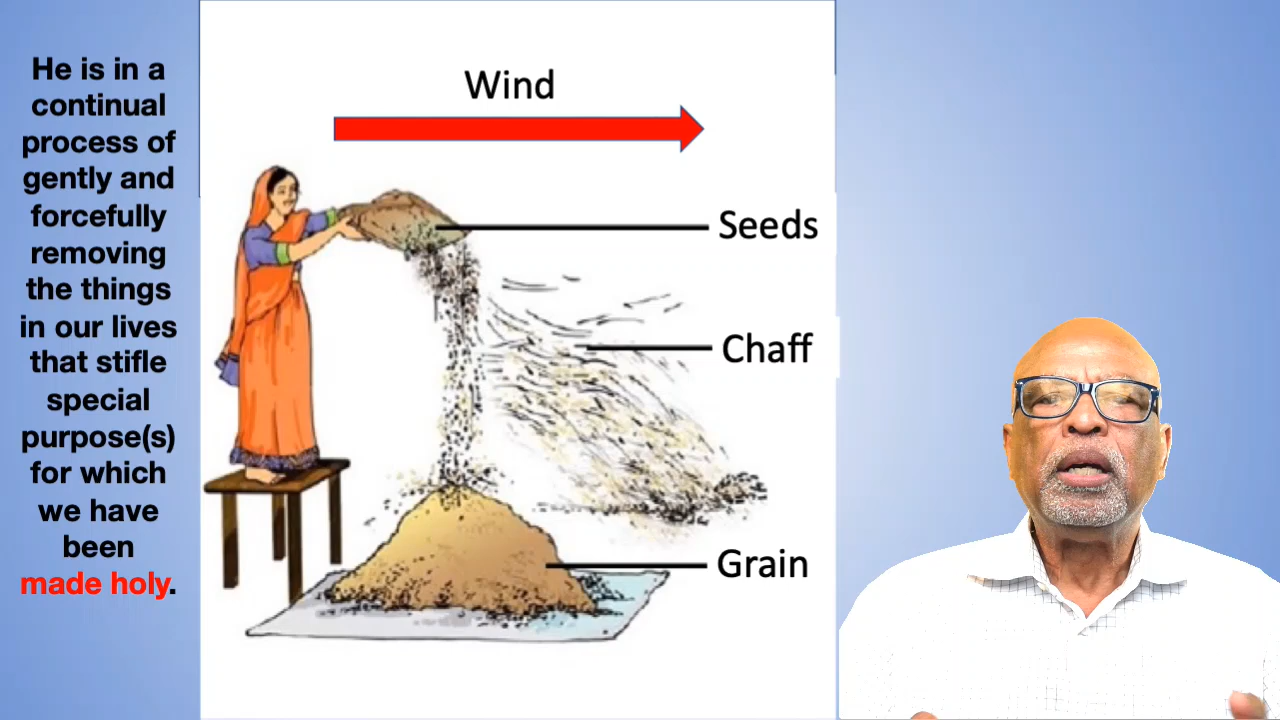 He is in a
continual
process of
gently and
forcefully
removing
the things
in our lives
that stifle
special
purpose(s)
for which
we have
been
made holy.
Wind
Seeds
Chaff
Grain